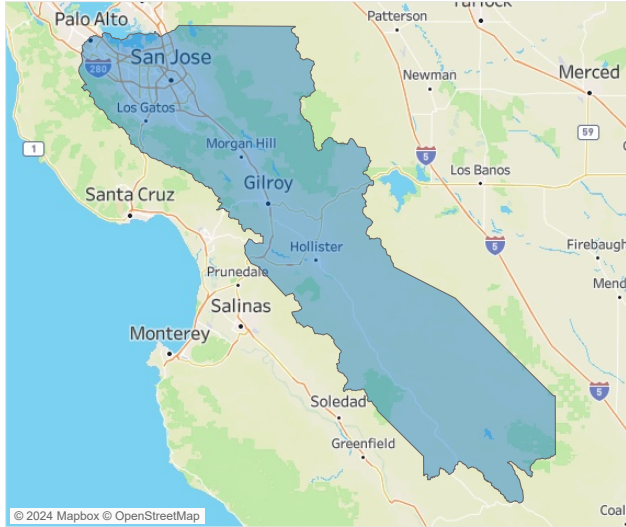 Turlock
Patterson
Palo Alto
San Jose
280
Newman
Merced
Los Gatos
59
1
Morgan Hill
5
Los Banos
Gilroy
Santa Cruz
Hollister
5
Firebaugh
Prunedale
Mend
Salinas
Monterey
5
Soledad
Greenfield
Coal
© 2024 Mapbox © OpenStreetMap